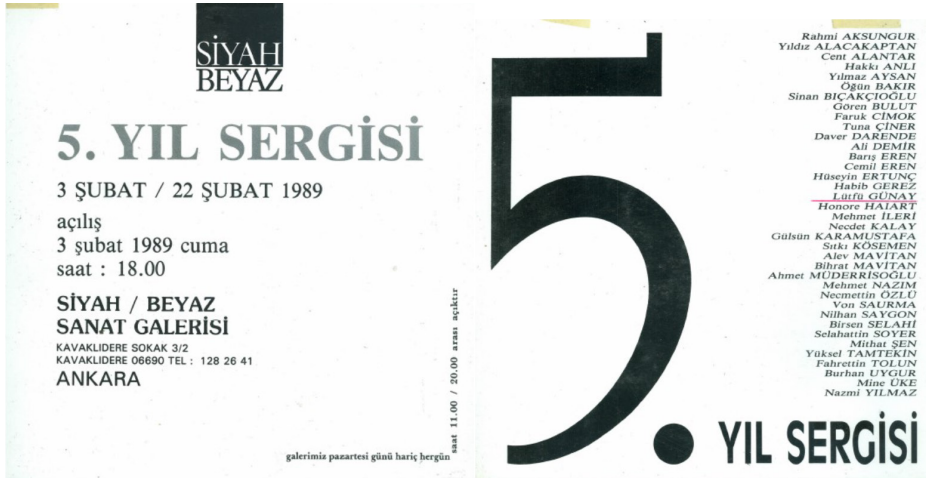 SİYAH
BEYAZ
5. YIL SERGİSİ
3 ŞUBAT / 22 ŞUBAT 1989
açılış
3 şubat 1989 cuma
saat : 18.00
SİYAH / BEYAZ
SANAT GALERİSİ
KAVAKLIDERE SOKAK 3/2
KAVAKLIDERE 06690 TEL : 128 26 41
ANKARA
galerimiz pazartesi günü hariç hergün
saat 11.00 / 20.00 arası açıktır
Rahmi AKSUNGUR
Yıldız ALACAKAPTAN
Cent ALANTAR
Hakkı ANLI
Yılmaz AYSAN
Öğün BAKIR
Sinan BIÇAKÇIOĞLU
Gören BULUT
Faruk CİMOK
Tuna ÇİNER
Daver DARENDE
Ali DEMİR
Barış EREN
Cemil EREN
Hüseyin ERTUNÇ
Habib GEREZ
Lütfü GÜNAY
Honore HAIART
Mehmet İLERİ
Necdet KALAY
Gülsün KARAMUSTAFA
Sıtkı KÖSEMEN
Alev MAVİTAN
Bihrat MAVİTAN
Ahmet MÜDERRİSOĞLU
Mehmet NAZIM
Necmettin ÖZLÜ
Von SAURMA
Nilhan SAYGON
Birsen SELAHİ
Selahattin SOYER
Mithat ŞEN
Yüksel TAMTEKİN
Fahrettin TOLUN
Burhan UYGUR
Mine ÜKE
Nazmi YILMAZ
5. YIL SERGİSİ